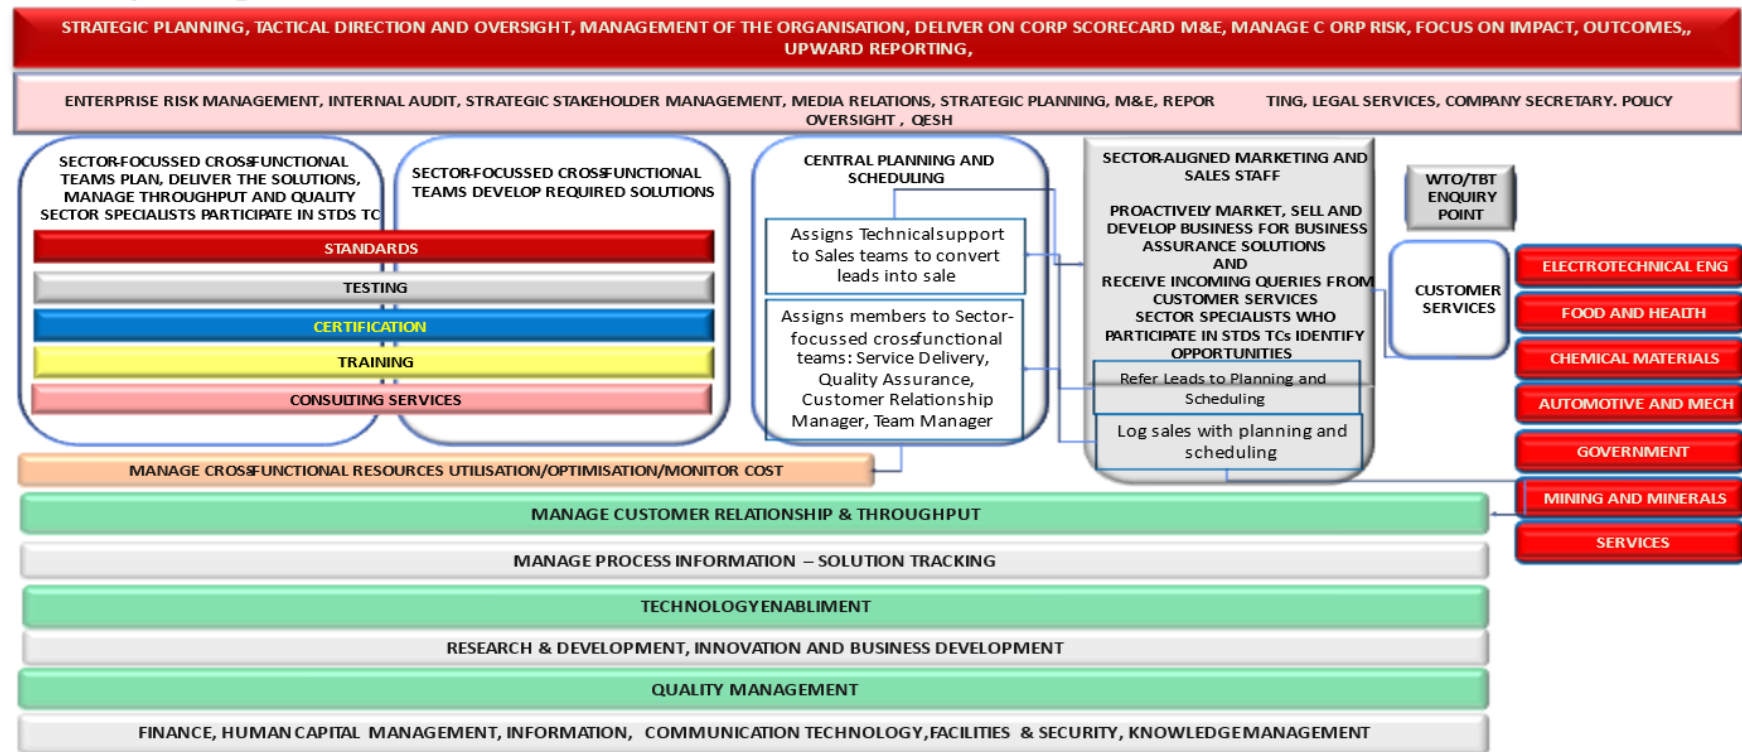 STRATEGIC PLANNING, TACTICAL DIRECTION AND OVERSIGHT, MANAGEMENT OF THE ORGANISATION, DELIVER ON CORP SCORECARD M&E, MANAGE C ORP RISK, FOCUS ON IMPACT, OUTCOMES,,
UPWARD REPORTING,
ENTERPRISE RISK MANAGEMENT, INTERNAL AUDIT, STRATEGIC STAKEHOLDER MANAGEMENT, MEDIA RELATIONS, STRATEGIC PLANNING, M&E, REPOR TING, LEGAL SERVICES, COMPANY SECRETARY. POLICY
OVERSIGHT , QESH
SECTOR-FOCUSSED CROSS-FUNCTIONAL
TEAMS PLAN, DELIVER THE SOLUTIONS,
MANAGE THROUGHPUT AND QUALITY
SECTOR SPECIALISTS PARTICIPATE IN STDS TC
SECTOR-FOCUSSED CROSS-FUNCTIONAL
TEAMS DEVELOP REQUIRED SOLUTIONS
STANDARDS
TESTING
CERTIFICATION
TRAINING
CONSULTING SERVICES
CENTRAL PLANNING AND
SCHEDULING
Assigns Technical support
to Sales teams to convert
leads into sale
Assigns members to Sector-
focussed cross-functional
teams: Service Delivery,
Quality Assurance,
Customer Relationship
Manager, Team Manager
SECTOR-ALIGNED MARKETING AND
SALES STAFF
PROACTIVELY MARKET, SELL AND
DEVELOP BUSINESS FOR BUSINESS
ASSURANCE SOLUTIONS
AND
RECEIVE INCOMING QUERIES FROM
CUSTOMER SERVICES
SECTOR SPECIALISTS WHO
PARTICIPATE IN STDS TCs IDENTIFY
OPPORTUNITIES
Refer Leads to Planning and
Scheduling
Log sales with planning and
scheduling
WTO/TBT
ENQUIRY
POINT
CUSTOMER
SERVICES
ELECTROTECHNICAL ENG
FOOD AND HEALTH
CHEMICAL MATERIALS
AUTOMOTIVE AND MECH
GOVERNMENT
MINING AND MINERALS
SERVICES
MANAGE CROSS-FUNCTIONAL RESOURCES UTILISATION/OPTIMISATION/MONITOR COST
MANAGE CUSTOMER RELATIONSHIP & THROUGHPUT
MANAGE PROCESS INFORMATION – SOLUTION TRACKING
TECHNOLOGY ENABLIMENT
RESEARCH & DEVELOPMENT, INNOVATION AND BUSINESS DEVELOPMENT
QUALITY MANAGEMENT
FINANCE, HUMAN CAPITAL MANAGEMENT, INFORMATION, COMMUNICATION TECHNOLOGY, FACILITIES & SECURITY, KNOWLEDGE MANAGEMENT